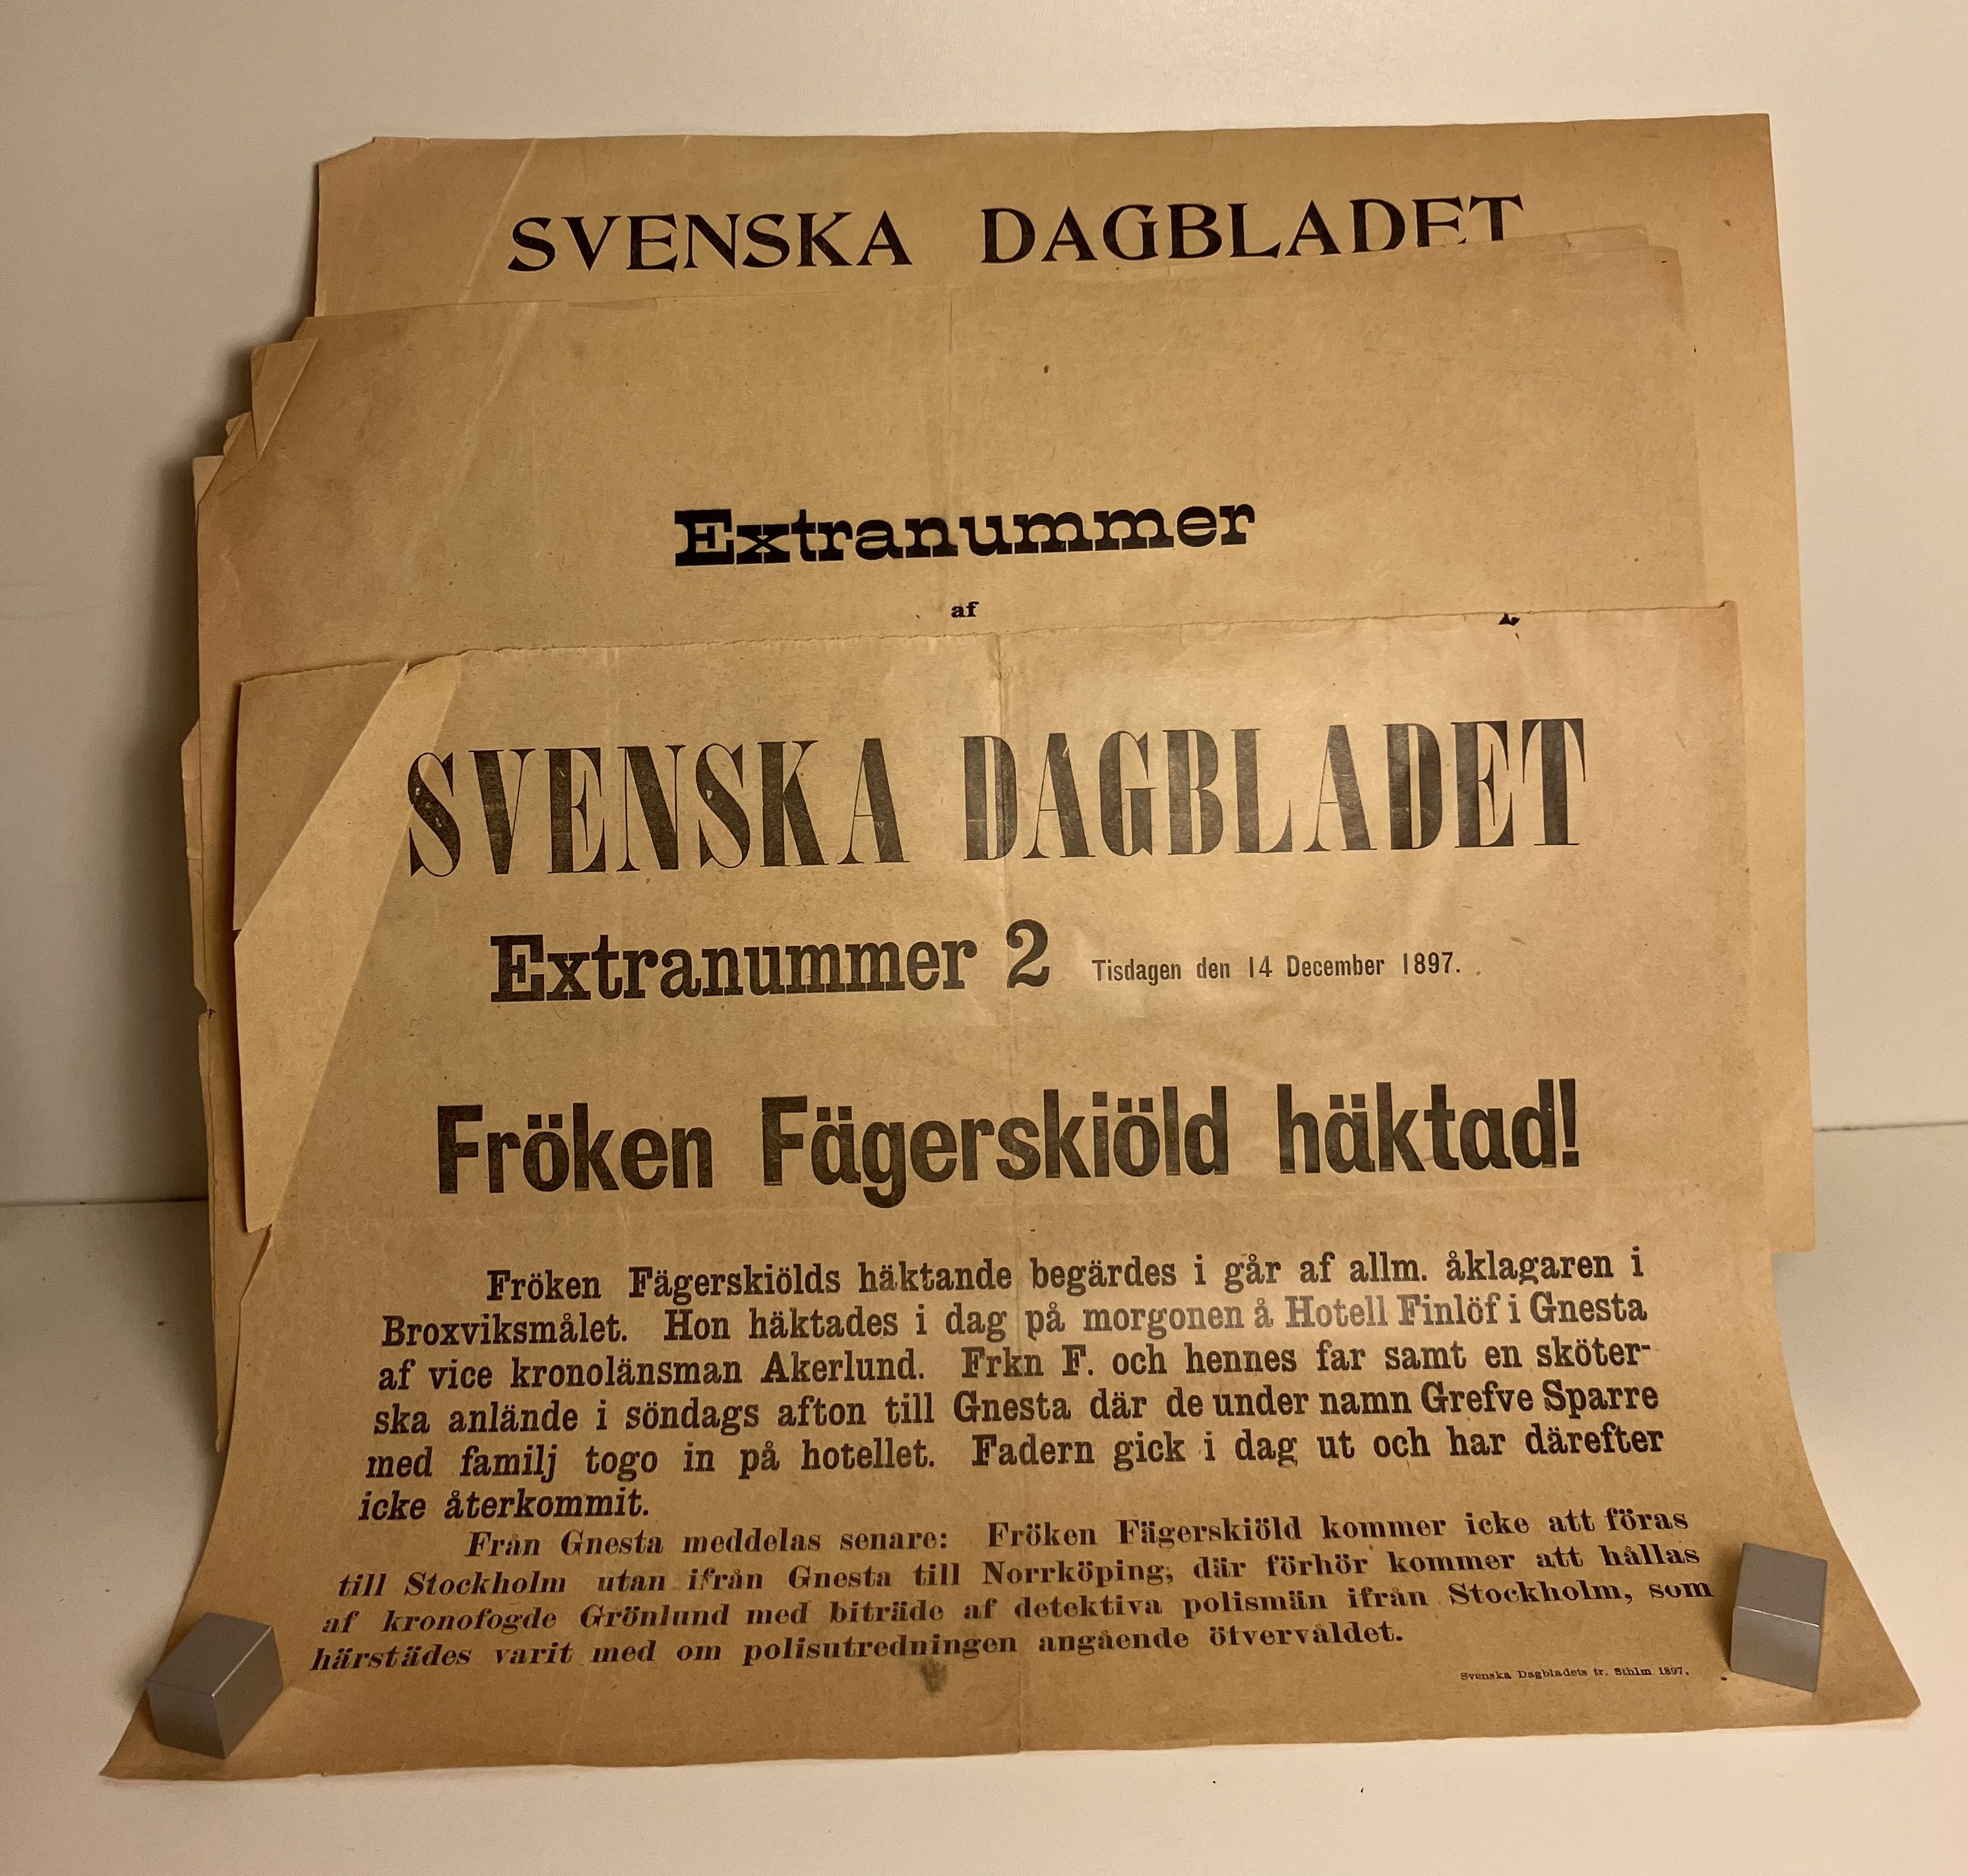 SVENSKA DAGBLADET
Extranummer
af
SVENSKA DAGBLADET
Extranummer 2 Tisdagen den 14 December 1897.
Fröken Fägerskiöld häktad!
Fröken Fägerskiölds häktande begärdes i går af allm. åklagaren i
Broxviksmålet. Hon häktades i dag på morgonen å Hotell Finlöf i Gnesta
af vice kronolänsman Akerlund. Frkn F. och hennes far samt en sköter-
ska anlände i söndags afton till Gnesta där de under namn Grefve Sparre
med familj togo in på hotellet. Fadern gick i dag ut och har därefter
icke återkommit.
Från Gnesta meddelas senare: Fröken Fägerskiöld kommer icke att föras
till Stockholm utan ifrån Gnesta till Norrköping, där förhör kommer att hållas
af kronofogde Grönlund med biträde af detektiva polismän ifrån Stockholm, som
härstädes varit med om polisutredningen angående öfvervåldet.
Svenska Dagbladets tr. Sthlm 1897.